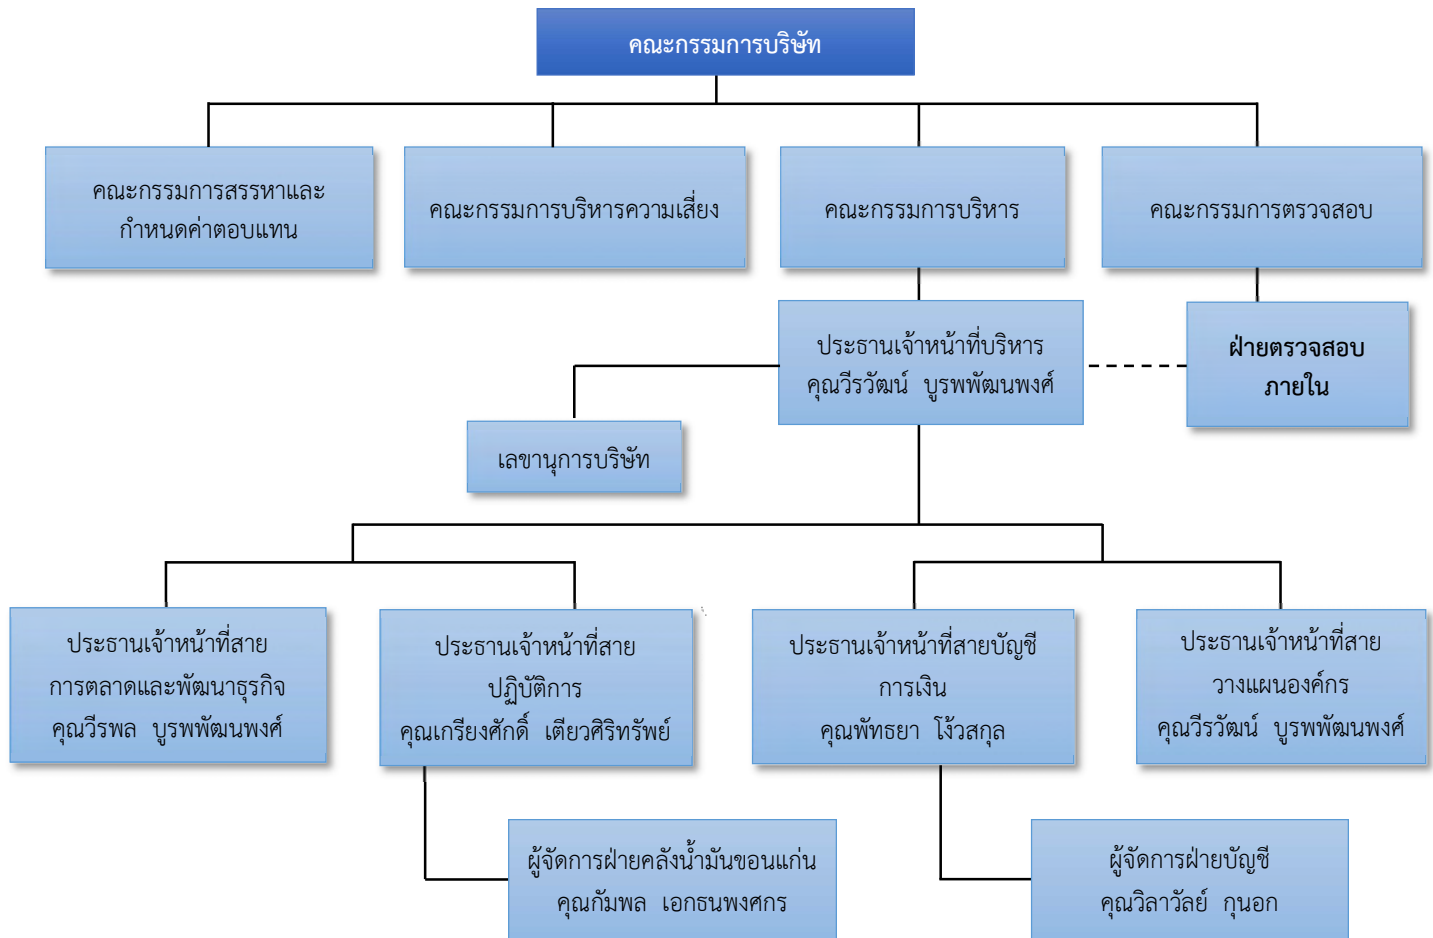 คณะกรรมการบริษัท
คณะกรรมการสรรหาและ
กำหนดค่าตอบแทน
คณะกรรมการบริหารความเสี่ยง
คณะกรรมการบริหาร
คณะกรรมการตรวจสอบ
ประธานเจ้าหน้าที่บริหาร
คุณวีรวัฒน์ บูรพพัฒนพงศ์
ฝ่ายตรวจสอบ
ภายใน
เลขานุการบริษัท
ประธานเจ้าหน้าที่สาย
การตลาดและพัฒนาธุรกิจ
คุณวีรพล บูรพพัฒนพงศ์
ประธานเจ้าหน้าที่สาย
ปฏิบัติการ
คุณเกรียงศักดิ์ เตียวศิริทรัพย์
ประธานเจ้าหน้าที่สายบัญชี
การเงิน
คุณพัทธยา โง้วสกุล
ประธานเจ้าหน้าที่สาย
วางแผนองค์กร
คุณวีรวัฒน์ บูรพพัฒนพงศ์
ผู้จัดการฝ่ายคลังน้ำมันขอนแก่น
คุณกัมพล เอกธนพงศกร
ผู้จัดการฝ่ายบัญชี
คุณวิลาวัลย์ กุนอก